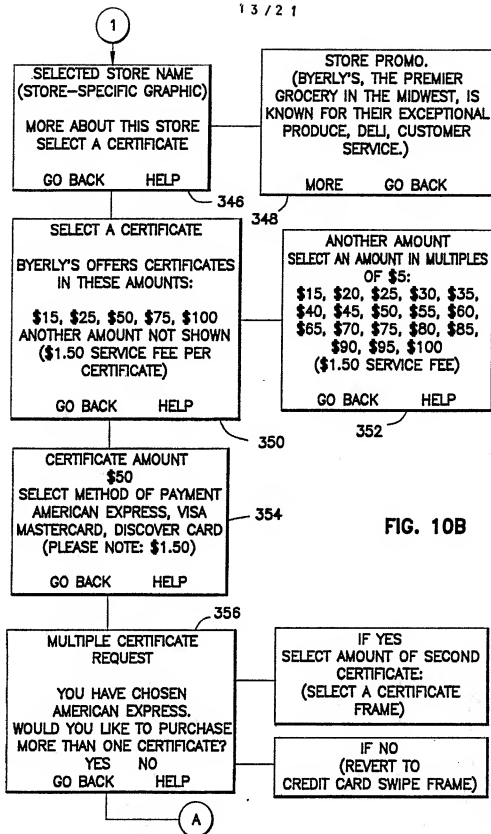 13/21
1
SELECTED STORE NAME
(STORE-SPECIFIC GRAPHIC)
MORE ABOUT THIS STORE
SELECT A CERTIFICATE
GO BACK HELP
346
STORE PROMO.
(BYERLY'S, THE PREMIER
GROCERY IN THE MIDWEST, IS
KNOWN FOR THEIR EXCEPTIONAL
PRODUCE, DELI, CUSTOMER
SERVICE.)
MORE GO BACK
348
SELECT A CERTIFICATE
BYERLY'S OFFERS CERTIFICATES
IN THESE AMOUNTS:
$15, $25, $50, $75, $100
ANOTHER AMOUNT NOT SHOWN
($1.50 SERVICE FEE PER
CERTIFICATE)
GO BACK HELP
350
ANOTHER AMOUNT
SELECT AN AMOUNT IN MULTIPLES
OF $5:
$15, $20, $25, $30, $35,
$40, $45, $50, $55, $60,
$65, $70, $75, $80, $85,
$90, $95, $100
($1.50 SERVICE FEE)
GO BACK HELP
352
CERTIFICATE AMOUNT
$50
SELECT METHOD OF PAYMENT
AMERICAN EXPRESS, VISA
MASTERCARD, DISCOVER CARD
(PLEASE NOTE: $1.50)
GO BACK HELP
354
FIG. 10B
356
MULTIPLE CERTIFICATE
REQUEST
YOU HAVE CHOSEN
AMERICAN EXPRESS.
WOULD YOU LIKE TO PURCHASE
MORE THAN ONE CERTIFICATE?
YES NO
GO BACK HELP
IF YES
SELECT AMOUNT OF SECOND
CERTIFICATE:
(SELECT A CERTIFICATE
FRAME)
IF NO
(REVERT TO
CREDIT CARD SWIPE FRAME)
A